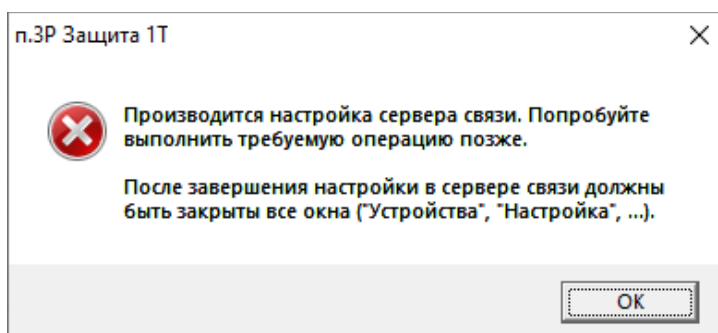 п.3Р Защита 1Т
Производится настройка сервера связи. Попробуйте
выполнить требуемую операцию позже.
После завершения настройки в сервере связи должны
быть закрыты все окна ("Устройства", "Настройка", ...).
ОК